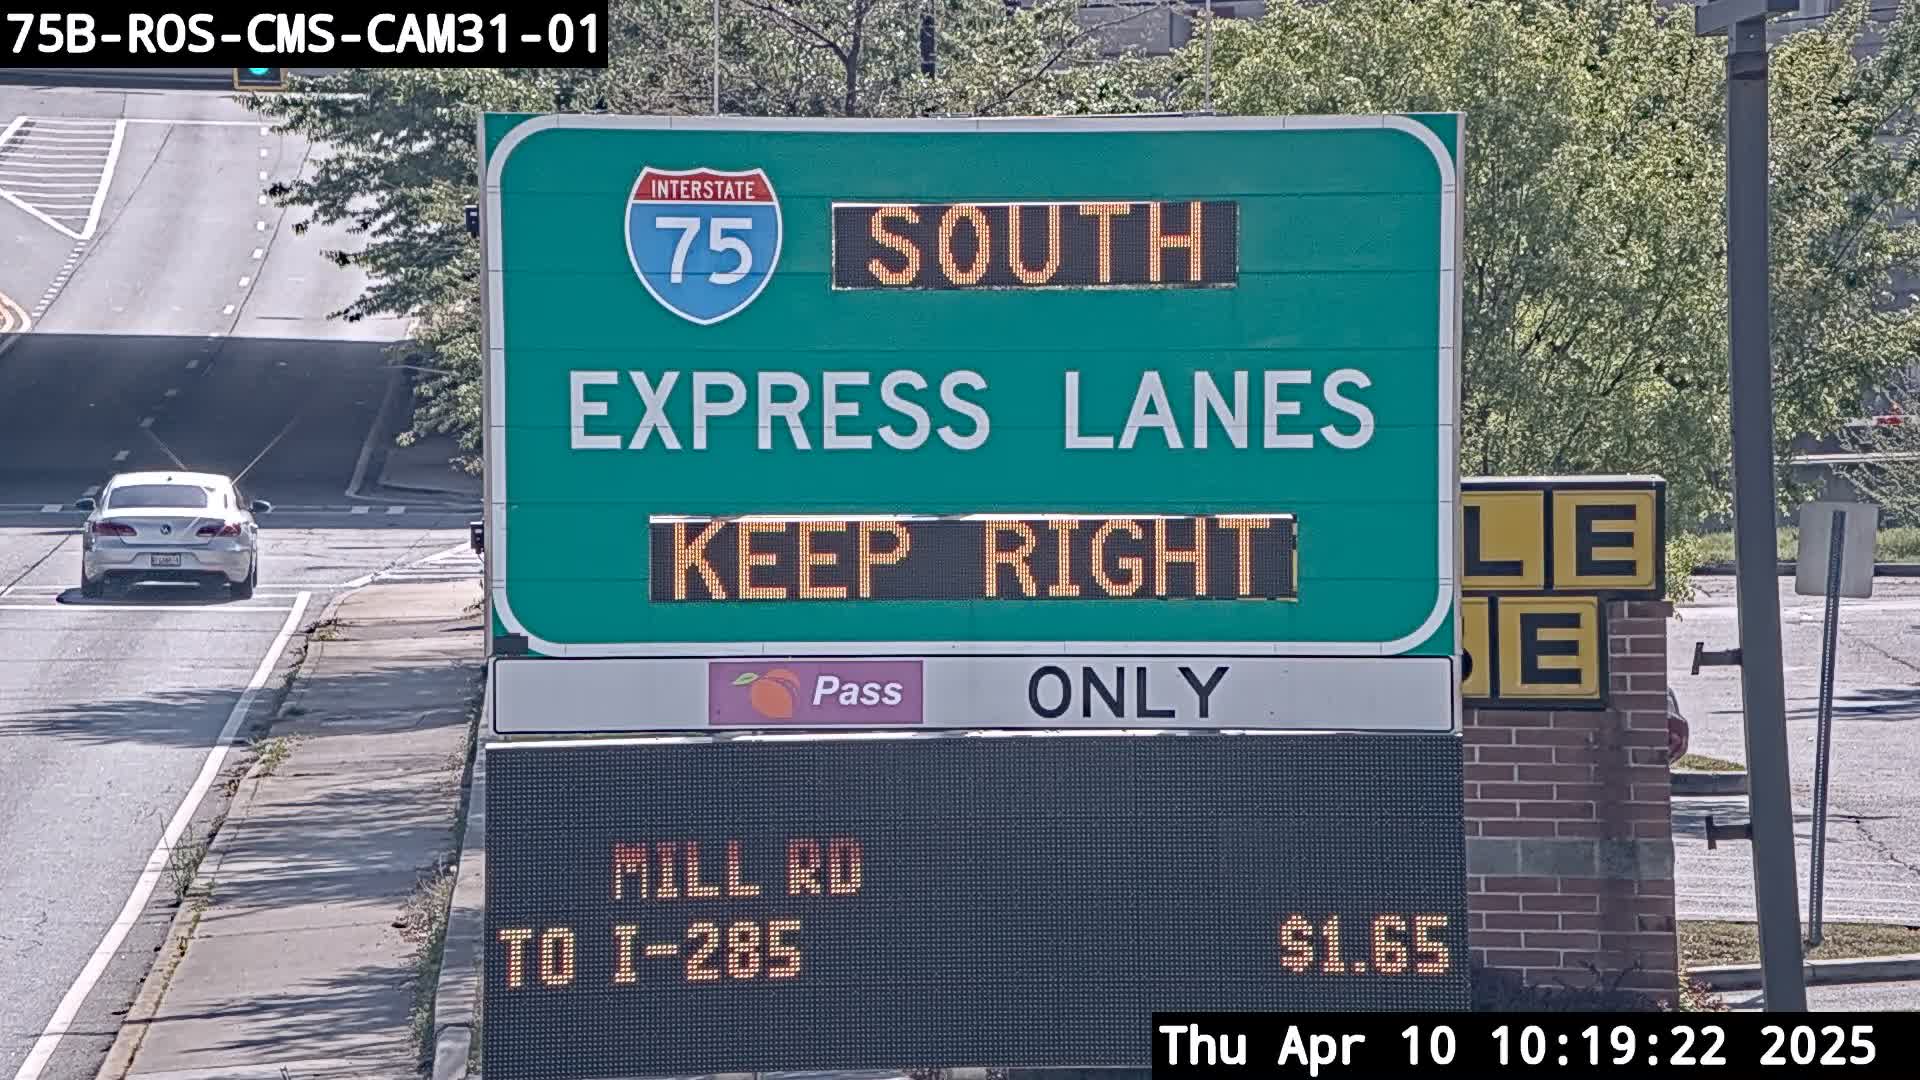 75B-ROS-CMS-CAM31-01
INTERSTATE
75
SOUTH
EXPRESS LANES
KEEP RIGHT
Pass ONLY
LE
E
MILL RD
TO I-285 $1.65
Thu Apr 10 10:19:22 2025